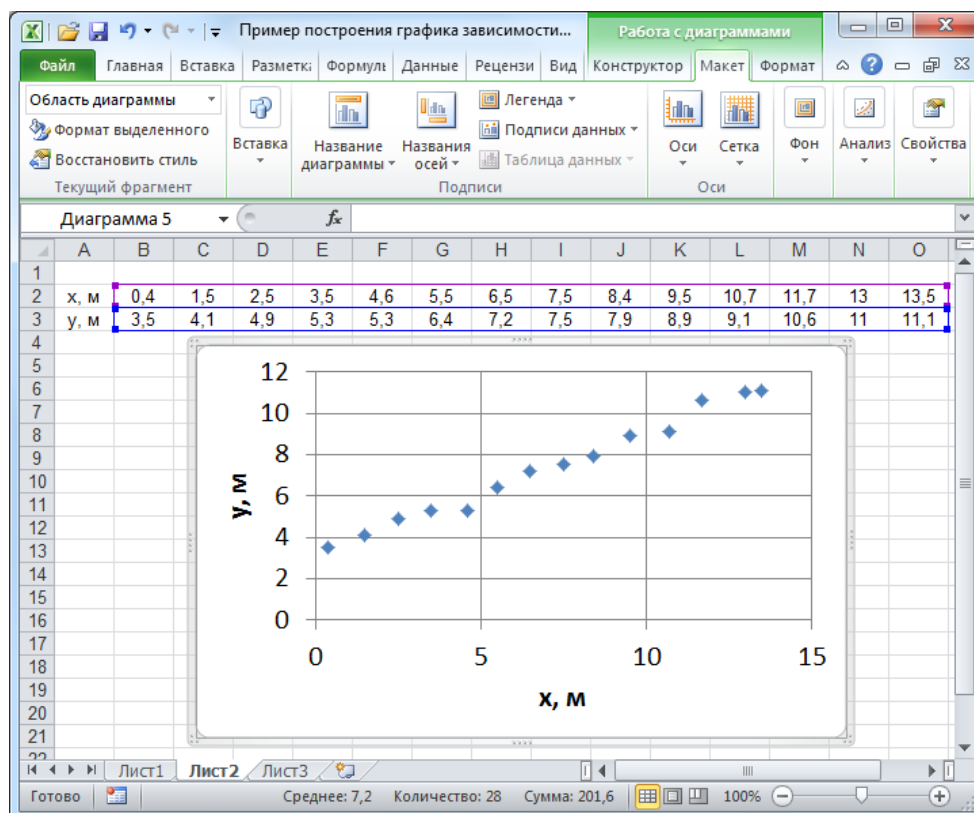 Пример построения графика зависимости... Работа с диаграммами
Файл Главная Вставка Разметка Формулы Данные Рецензи Вид Конструктор Макет Формат
Область диаграммы
Формат выделенного
Восстановить стиль
Текущий фрагмент
Вставка
Название диаграммы
Названия осей
Легенда
Подписи данных
Таблица данных
Подписи
Оси
Сетка
Оси
Фон
Анализ
Свойства
Диаграмма 5 fx
A B C D E F G H I J K L M N O
1
2 х, м 0,4 1,5 2,5 3,5 4,6 5,5 6,5 7,5 8,4 9,5 10,7 11,7 13 13,5
3 у, м 3,5 4,1 4,9 5,3 5,3 6,4 7,2 7,5 7,9 8,9 9,1 10,6 11 11,1
4
5
6
7
8
9
10
11
12
13
14
15
16
17
18
19
20
21
22
12
10
8
6
4
2
0
у, м
0 5 10 15
х, м
Лист1 Лист2 Лист3
Готово Среднее: 7,2 Количество: 28 Сумма: 201,6 100%